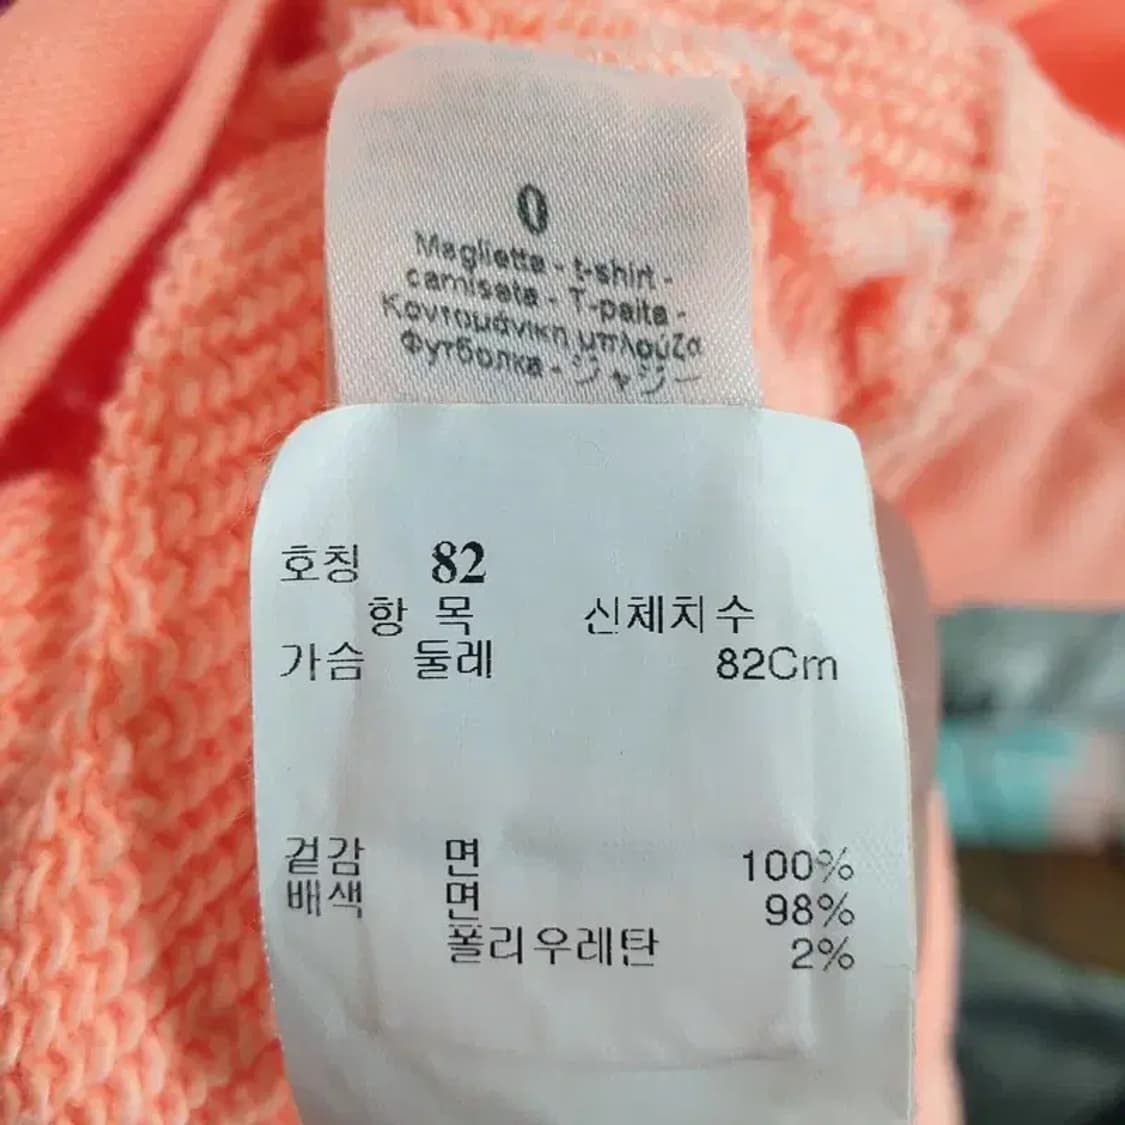 0
Magliette - t-shirt -
camiseta - T-paita -
Κοντομάνικη μπλούζα
Футболка - ジャジー
호칭 82
항 목 신체치수
가슴 둘레 82Cm
겉감 면 100%
배색 면 98%
폴리우레탄 2%